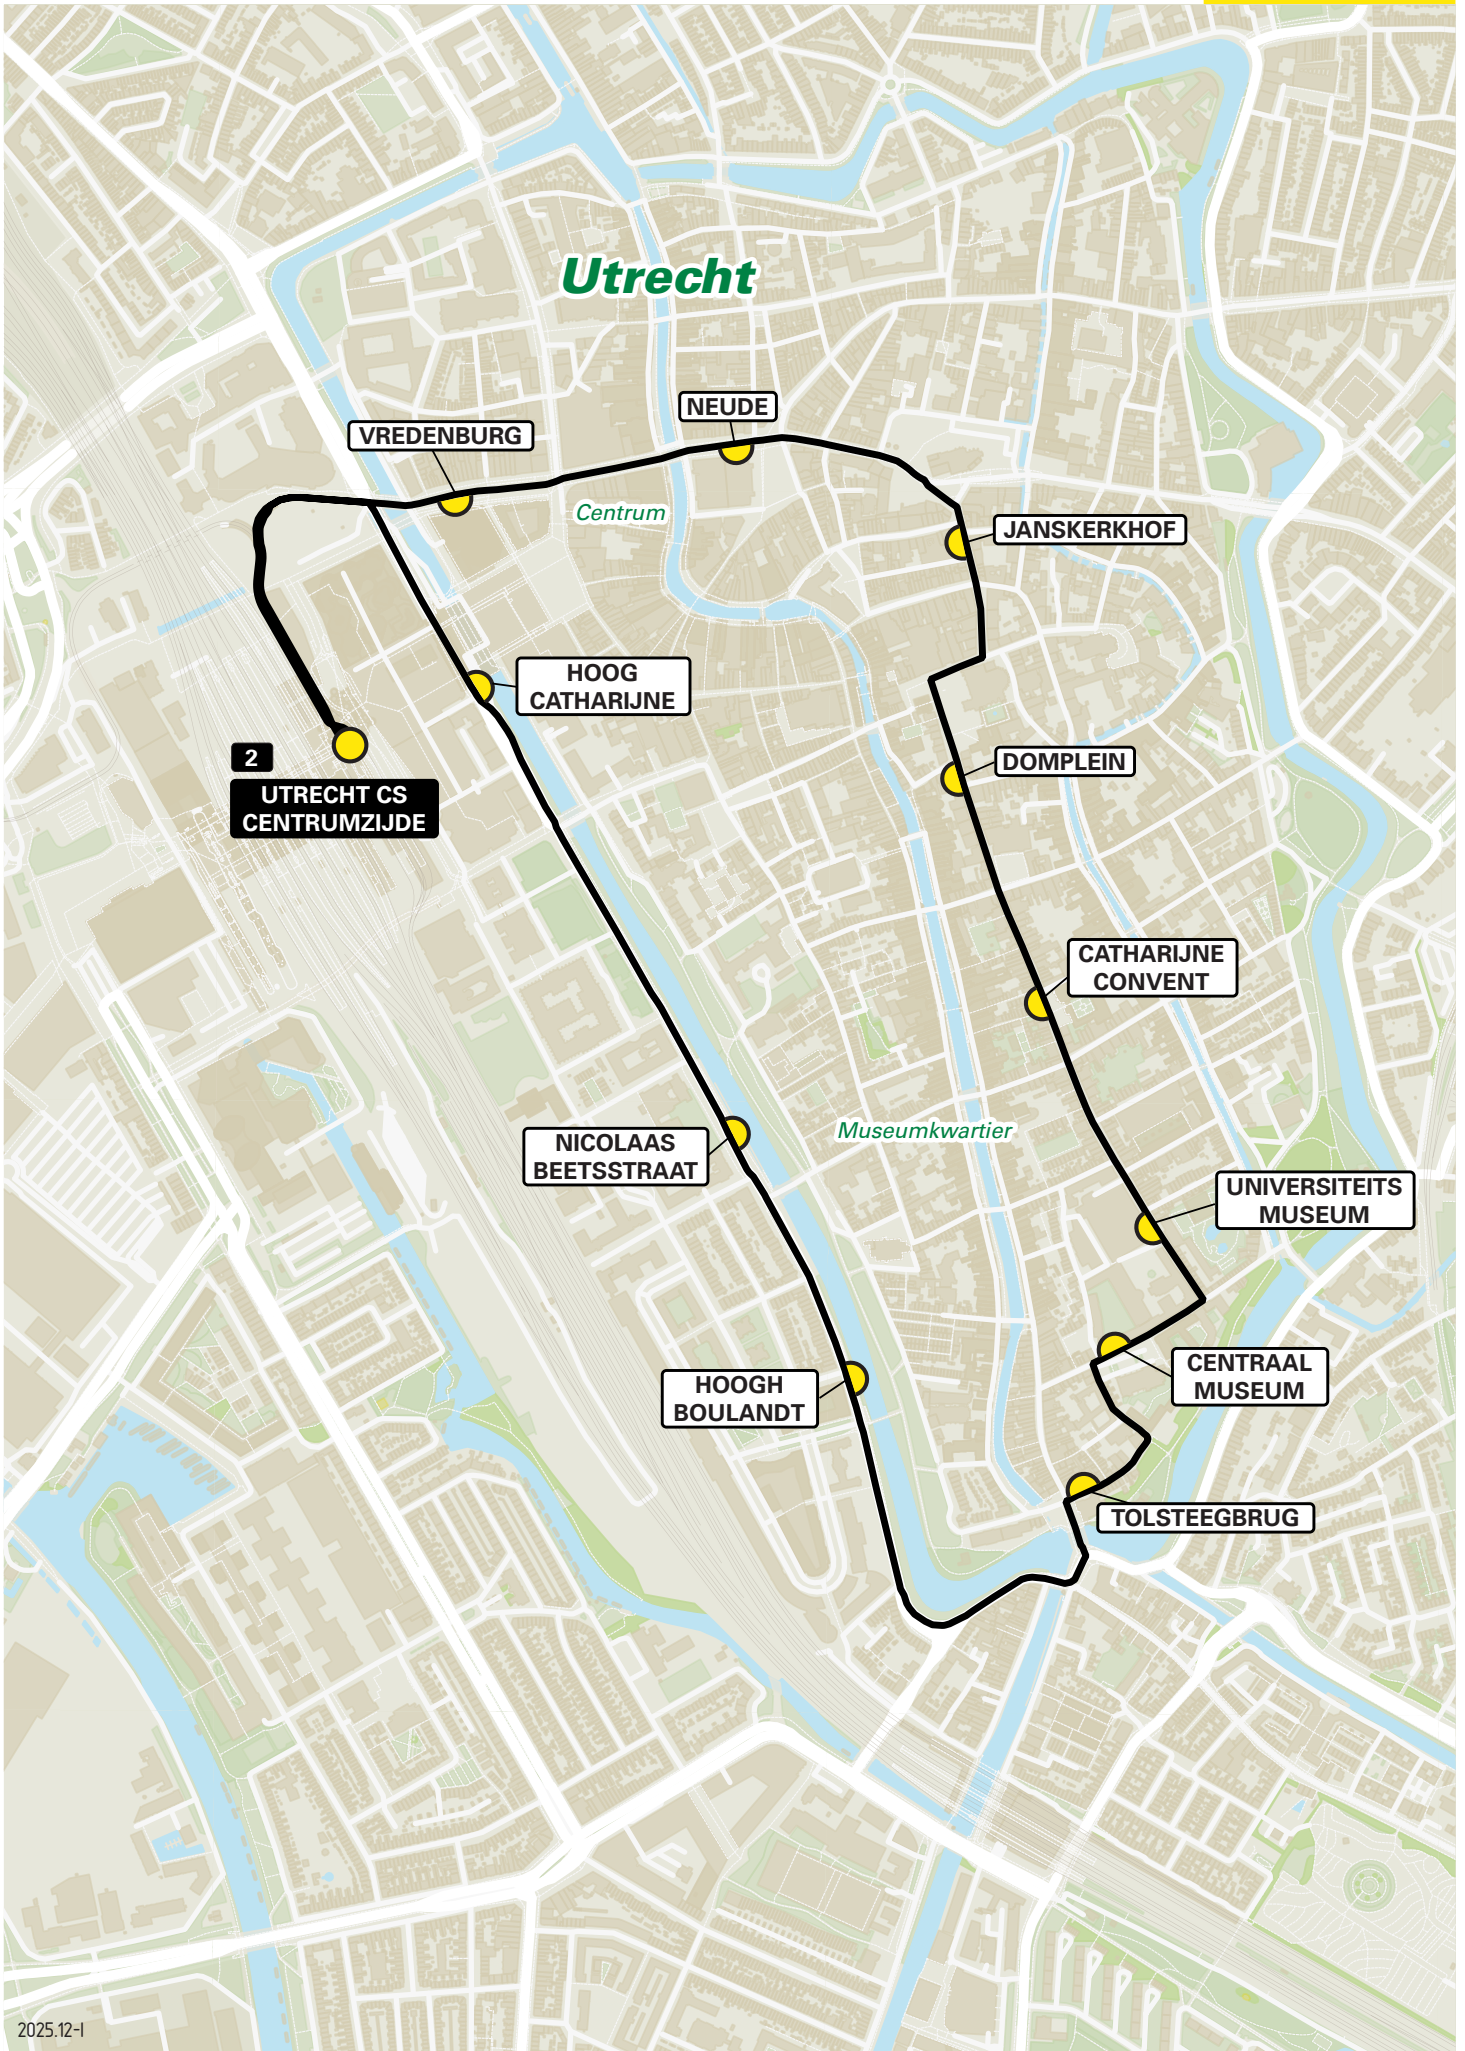 Utrecht
NEUDE
VREDENBURG
Centrum
JANSKERKHOF
HOOG
CATHARIJNE
2
UTRECHT CS
CENTRUMZIJDE
DOMPLEIN
CATHARIJNE
CONVENT
Museumkwartier
NICOLAAS
BEETSSTRAAT
UNIVERSITEITS
MUSEUM
CENTRAAL
MUSEUM
HOOGH
BOULANDT
TOLSTEEGBRUG
2025.12-I